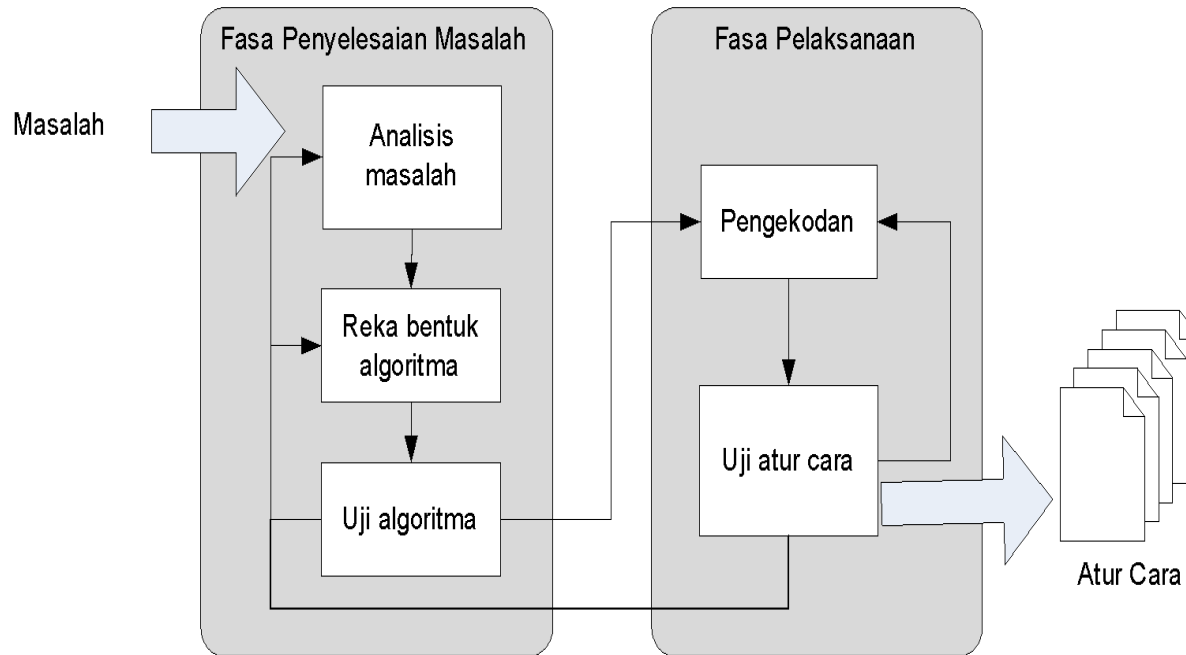 Fasa Penyelesaian Masalah
Fasa Pelaksanaan
Masalah
Analisis
masalah
Pengekodan
Reka bentuk
algoritma
Uji atur cara
Uji algoritma
Atur Cara